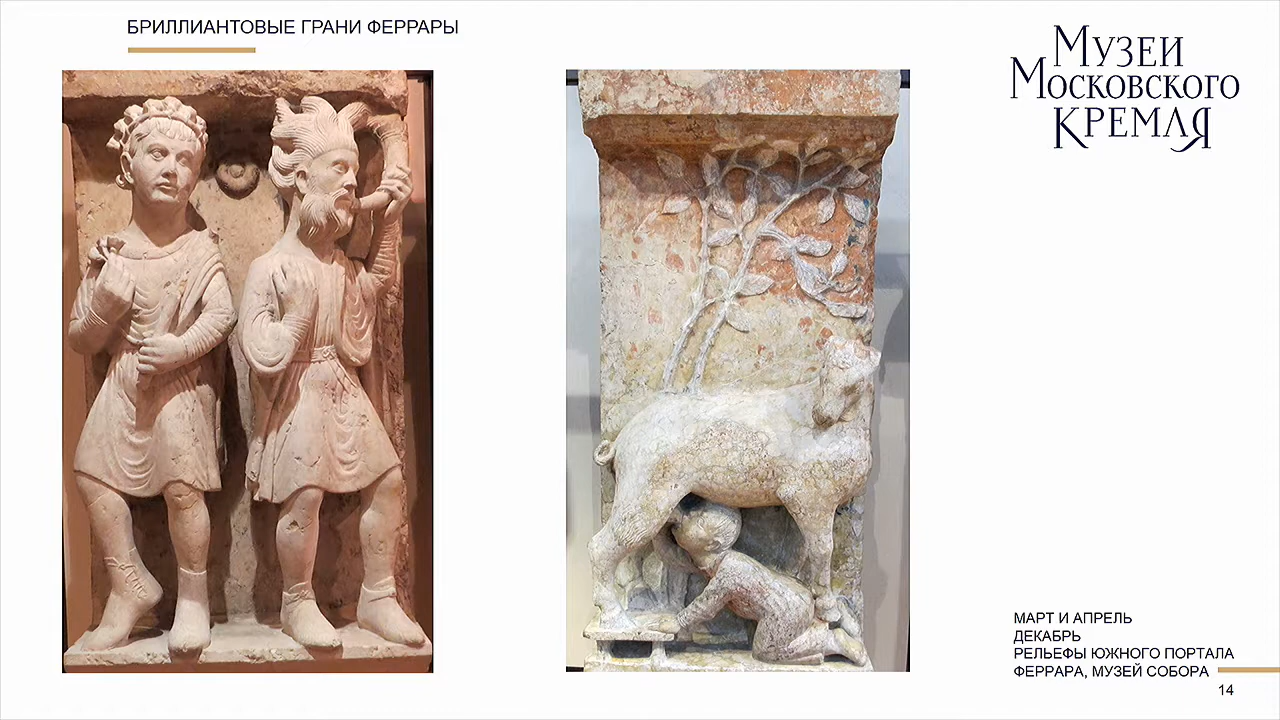 БРИЛЛИАНТОВЫЕ ГРАНИ ФЕРРАРЫ
МУЗЕИ
МОСКОВСКОГО
КРЕМЛЯ
МАРТ И АПРЕЛЬ
ДЕКАБРЬ
РЕЛЬЕФЫ ЮЖНОГО ПОРТАЛА
ФЕРРАРА, МУЗЕЙ СОБОРА
14